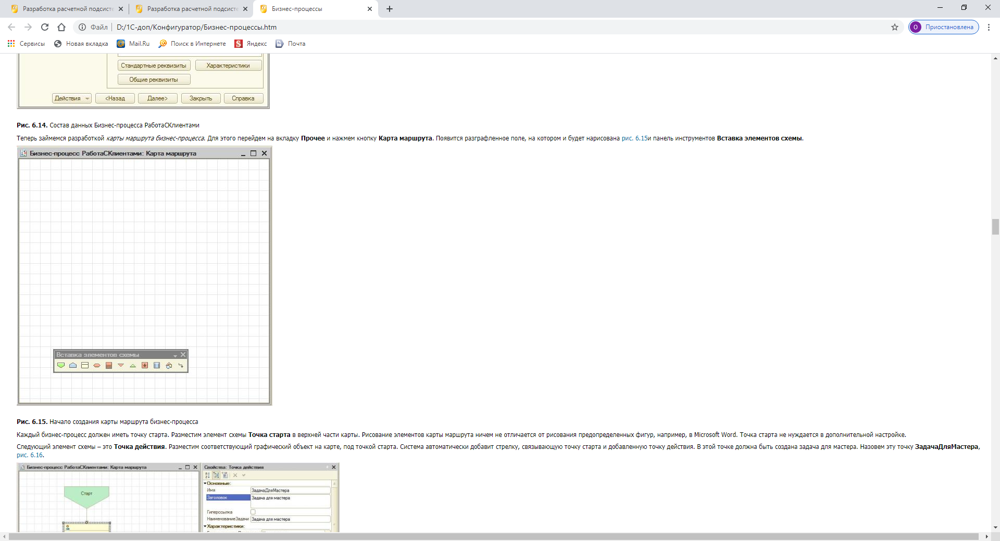 Разработка расчетной подсисте
Разработка расчетной подсисте
Бизнес-процессы
Файл
D:/1С-доп/Конфигуратор/Бизнес-процессы.htm
О
Приостановлена
Сервисы
Новая вкладка
Mail.Ru
Поиск в Интернете
Яндекс
Почта
Стандартные реквизиты
Характеристики
Общие реквизиты
Действия
<Назад
Далее>
Закрыть
Справка
Рис. 6.14. Состав данных Бизнес-процесса РаботаСКлиентами
Теперь займемся разработкой карты маршрута бизнес-процесса. Для этого перейдем на вкладку Прочее и нажмем кнопку Карта маршрута. Появится разграфленное поле, на котором и будет нарисована рис. 6.15и панель инструментов Вставка элементов схемы.
Бизнес-процесс РаботаСКлиентами: Карта маршрута
Вставка элементов схемы
Рис. 6.15. Начало создания карты маршрута бизнес-процесса
Каждый бизнес-процесс должен иметь точку старта. Разместим элемент схемы Точка старта в верхней части карты. Рисование элементов карты маршрута ничем не отличается от рисования предопределенных фигур, например, в Microsoft Word. Точка старта не нуждается в дополнительной настройке.
Следующий элемент схемы – это Точка действия. Разместим соответствующий графический объект на карте, под точкой старта. Система автоматически добавит стрелку, связывающую точку старта и добавленную точку действия. В этой точке должна быть создана задача для мастера. Назовем эту точку ЗадачаДляМастера,
рис. 6.16.
Бизнес-процесс РаботаСКлиентами: Карта маршрута
Старт
Свойства: Точка действия
Основные:
Имя
ЗадачаДляМастера
Заголовок
Задача для мастера
Гиперссылка
НаименованиеЗадачи
Задача для мастера
Характеристики: